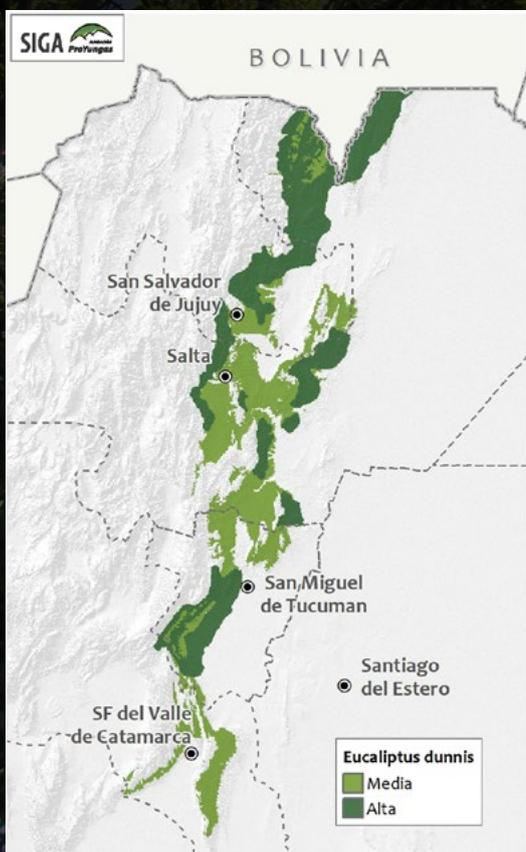 SIGA
ProYungas
BOLIVIA
San Salvador
de Jujuy
Salta
San Miguel
de Tucuman
Santiago
del Estero
SF del Valle
de Catamarca
Eucaliptus dunnis
Media
Alta